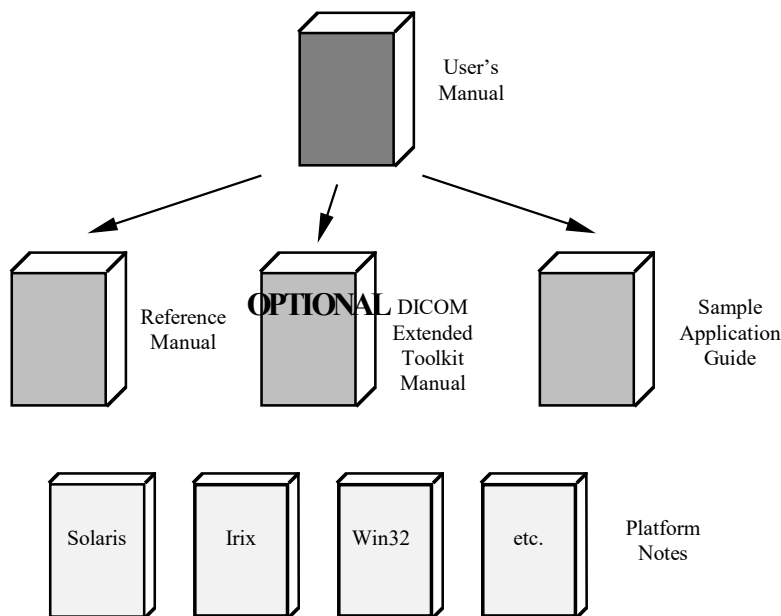 User’s
Manual
OPTIONAL
Reference
Manual
DICOM
Extended
Toolkit
Manual
Sample
Application
Guide
Solaris
Irix
Win32
etc.
Platform
Notes